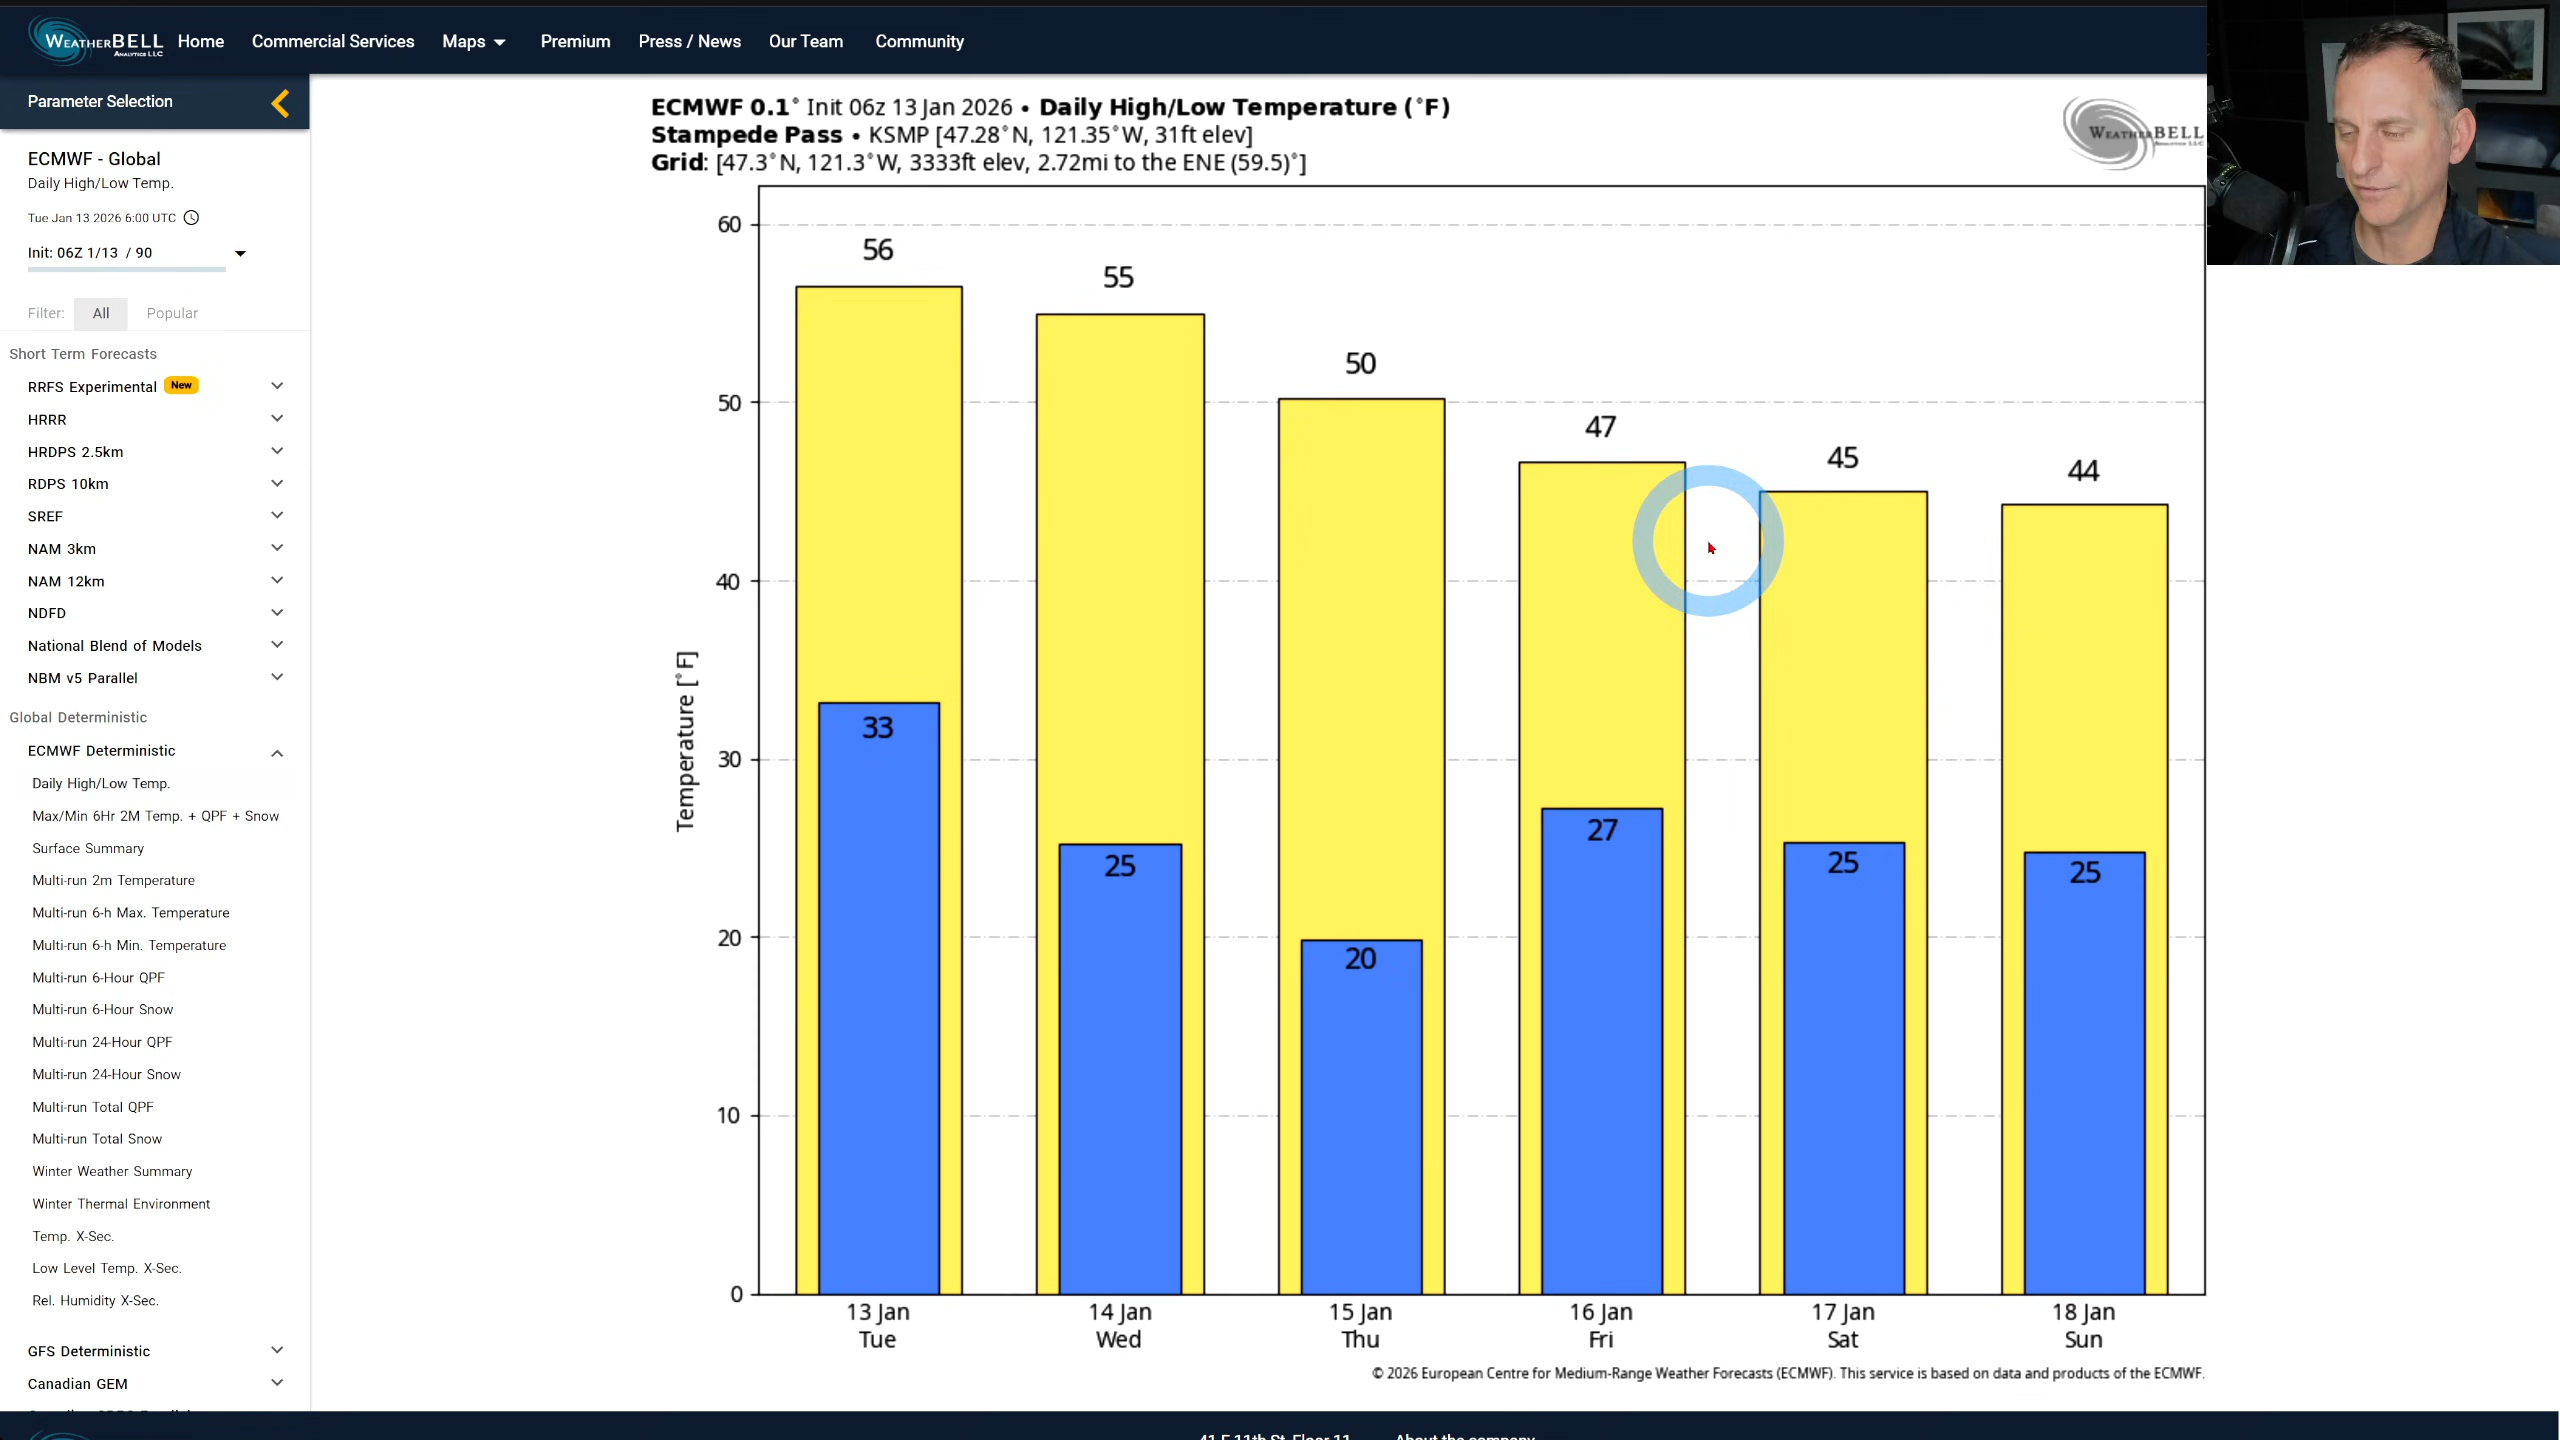 WEATHERBELL
ANALYTICS LLC
Home
Commercial Services
Maps
Premium
Press / News
Our Team
Community
Parameter Selection
ECMWF - Global
Daily High/Low Temp.
Tue Jan 13 2026 6:00 UTC
Init: 06Z 1/13 / 90
Filter:
All
Popular
Short Term Forecasts
RRFS Experimental New
HRRR
HRDPS 2.5km
RDPS 10km
SREF
NAM 3km
NAM 12km
NDFD
National Blend of Models
NBM v5 Parallel
Global Deterministic
ECMWF Deterministic
Daily High/Low Temp.
Max/Min 6Hr 2M Temp. + QPF + Snow
Surface Summary
Multi-run 2m Temperature
Multi-run 6-h Max. Temperature
Multi-run 6-h Min. Temperature
Multi-run 6-Hour QPF
Multi-run 6-Hour Snow
Multi-run 24-Hour QPF
Multi-run 24-Hour Snow
Multi-run Total QPF
Multi-run Total Snow
Winter Weather Summary
Winter Thermal Environment
Temp. X-Sec.
Low Level Temp. X-Sec.
Rel. Humidity X-Sec.
GFS Deterministic
Canadian GEM
ECMWF 0.1° Init 06z 13 Jan 2026 • Daily High/Low Temperature (°F)
Stampede Pass • KSMP [47.28°N, 121.35°W, 31ft elev]
Grid: [47.3°N, 121.3°W, 3333ft elev, 2.72mi to the ENE (59.5)°]
WEATHERBELL
Temperature [°F]
60
50
40
30
20
10
0
56
55
50
47
45
44
33
25
20
27
25
25
13 Jan
Tue
14 Jan
Wed
15 Jan
Thu
16 Jan
Fri
17 Jan
Sat
18 Jan
Sun
© 2026 European Centre for Medium-Range Weather Forecasts (ECMWF). This service is based on data and products of the ECMWF.
41 E 11th St. Floor 11
About the company